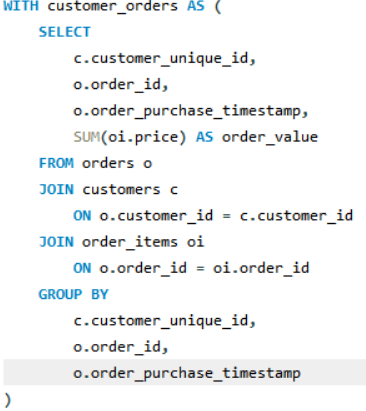 WITH customer_orders AS (
    SELECT
        c.customer_unique_id,
        o.order_id,
        o.order_purchase_timestamp,
        SUM(oi.price) AS order_value
    FROM orders o
    JOIN customers c
        ON o.customer_id = c.customer_id
    JOIN order_items oi
        ON o.order_id = oi.order_id
    GROUP BY
        c.customer_unique_id,
        o.order_id,
        o.order_purchase_timestamp
)